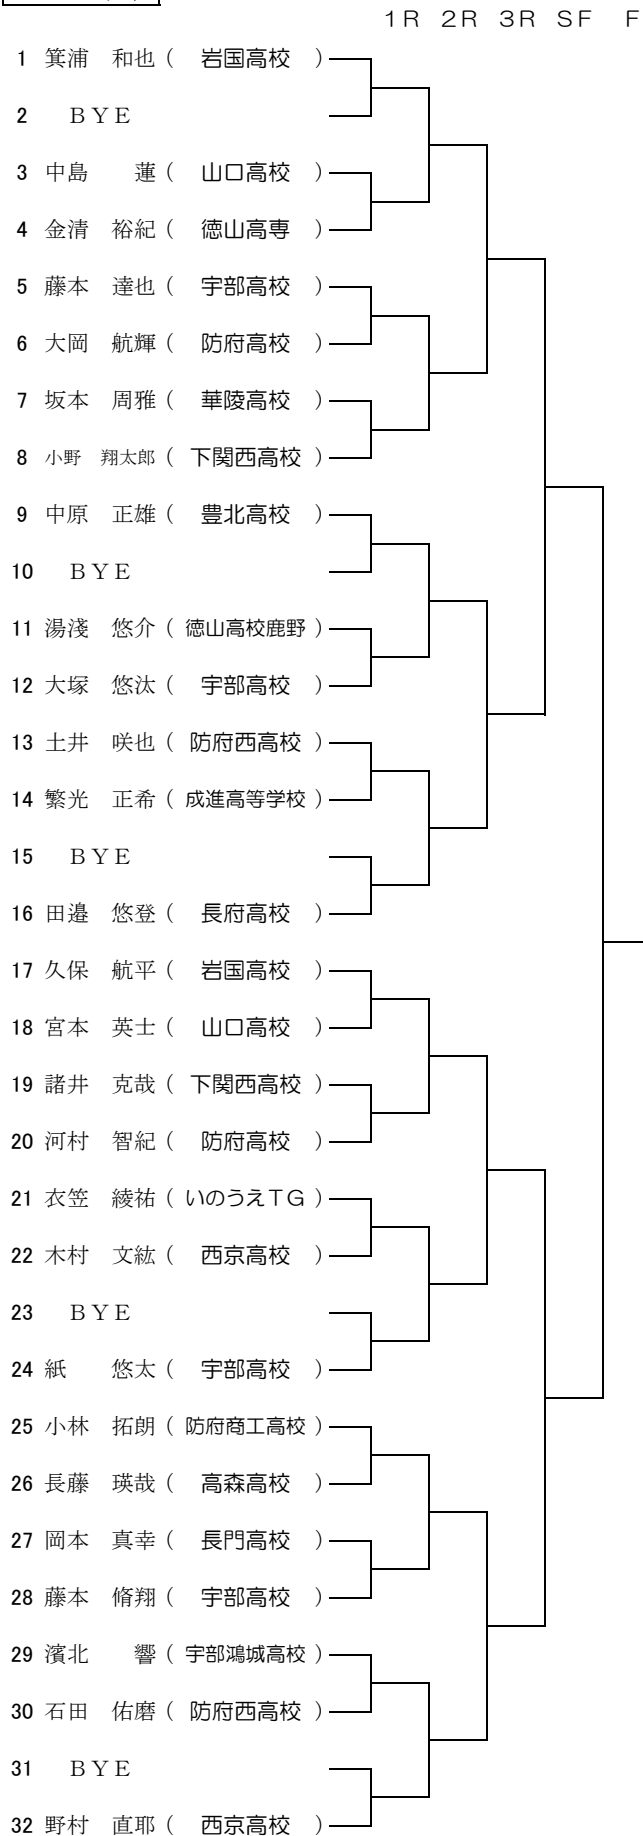 1R 2R 3R SF F
1 箕浦 和也 ( 岩国高校 )
2 BYE
3 中島 蓮 ( 山口高校 )
4 金清 裕紀 ( 徳山高専 )
5 藤本 達也 ( 宇部高校 )
6 大岡 航輝 ( 防府高校 )
7 坂本 周雅 ( 華陵高校 )
8 小野 翔太郎 ( 下関西高校 )
9 中原 正雄 ( 豊北高校 )
10 BYE
11 湯淺 悠介 ( 徳山高校鹿野 )
12 大塚 悠汰 ( 宇部高校 )
13 土井 咲也 ( 防府西高校 )
14 繁光 正希 ( 成進高等学校 )
15 BYE
16 田邉 悠登 ( 長府高校 )
17 久保 航平 ( 岩国高校 )
18 宮本 英士 ( 山口高校 )
19 諸井 克哉 ( 下関西高校 )
20 河村 智紀 ( 防府高校 )
21 衣笠 綾祐 ( いのうえTG )
22 木村 文紘 ( 西京高校 )
23 BYE
24 紙 悠太 ( 宇部高校 )
25 小林 拓朗 ( 防府商工高校 )
26 長藤 瑛哉 ( 高森高校 )
27 岡本 真幸 ( 長門高校 )
28 藤本 脩翔 ( 宇部高校 )
29 濱北 響 ( 宇部鴻城高校 )
30 石田 佑磨 ( 防府西高校 )
31 BYE
32 野村 直耶 ( 西京高校 )